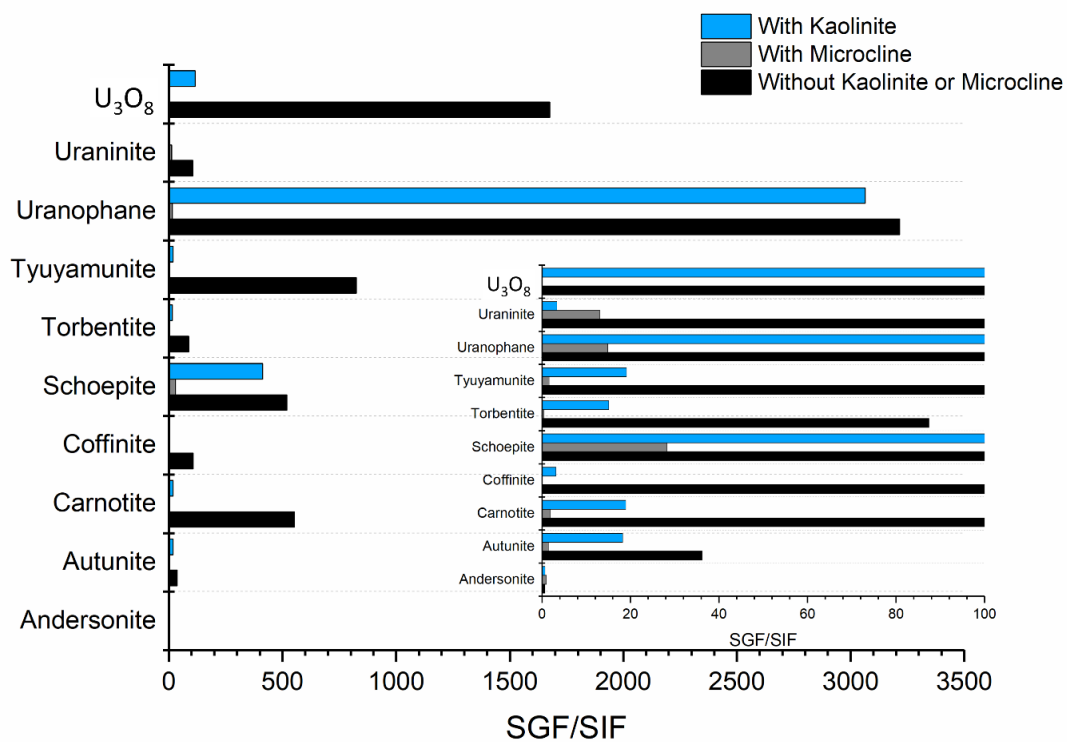 With Kaolinite
With Microcline
Without Kaolinite or Microcline
U₃O₈
Uraninite
Uranophane
Tyuyamunite
Torbentite
Schoepite
Coffinite
Carnotite
Autunite
Andersonite
0 500 1000 1500 2000 2500 3000 3500
SGF/SIF
U₃O₈
Uraninite
Uranophane
Tyuyamunite
Torbentite
Schoepite
Coffinite
Carnotite
Autunite
Andersonite
0 20 40 60 80 100
SGF/SIF